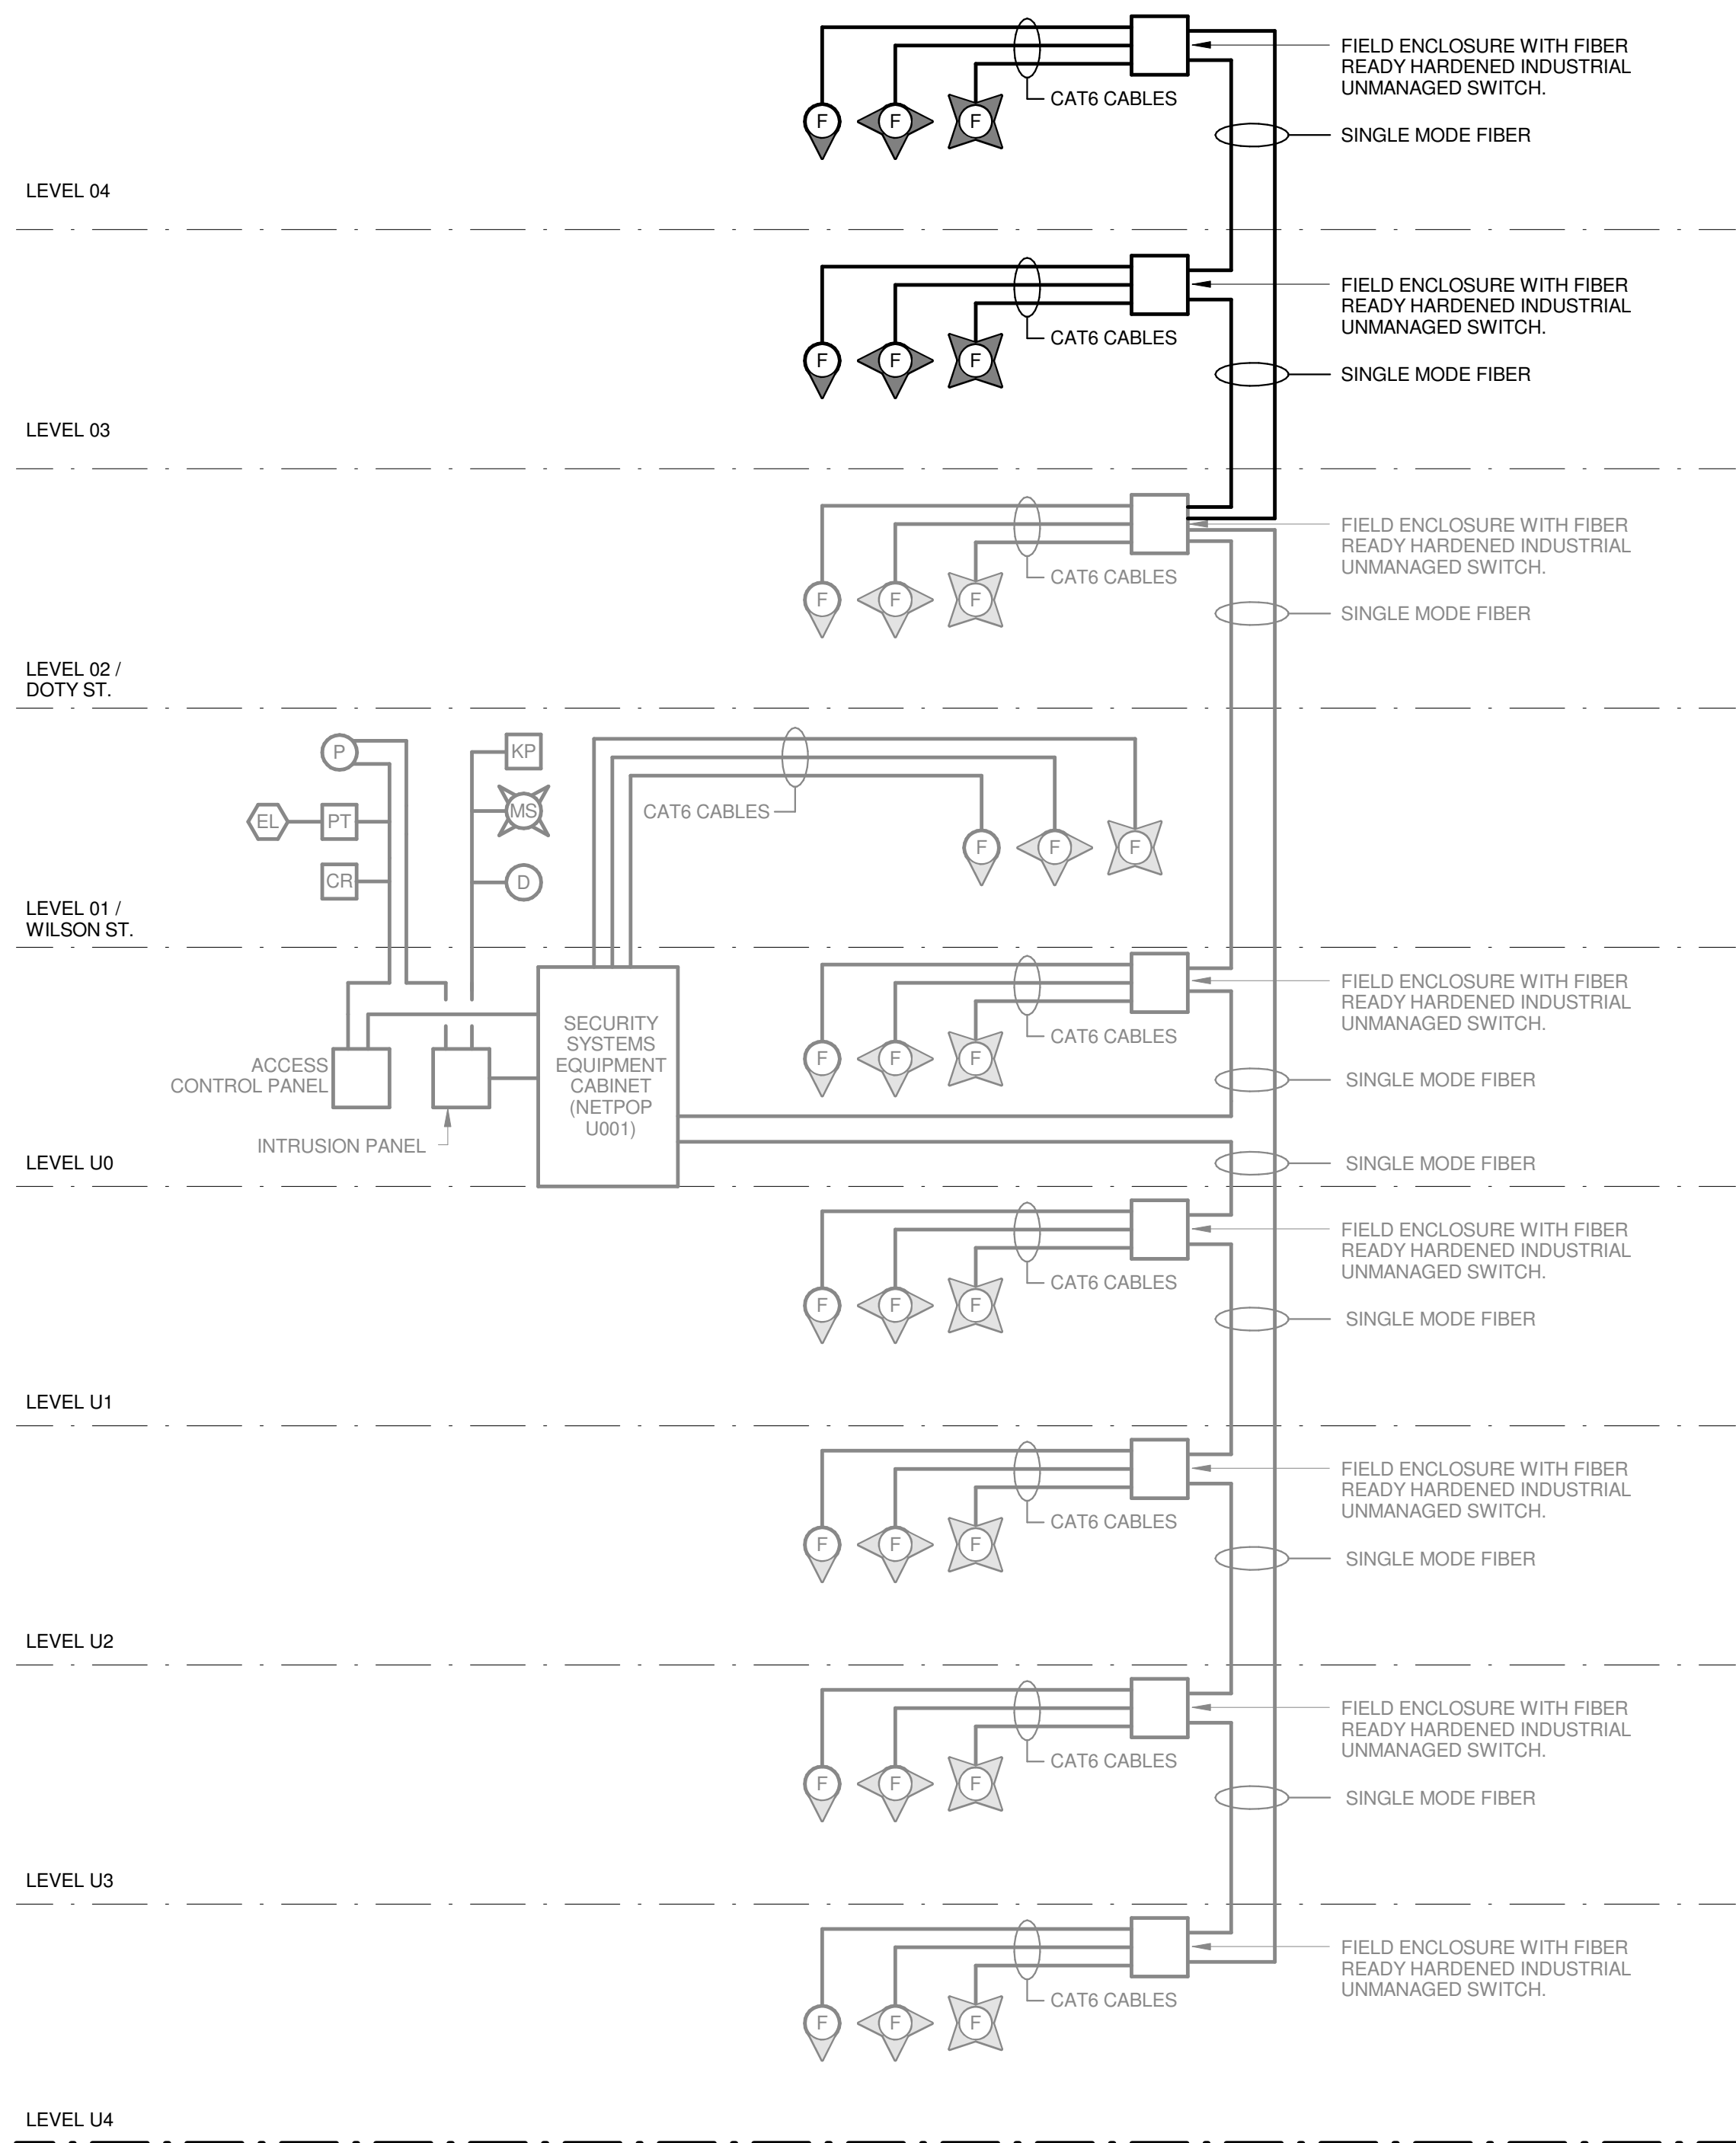 FIELD ENCLOSURE WITH FIBER
READY HARDENED INDUSTRIAL
UNMANAGED SWITCH.
CAT6 CABLES
F
F
F
SINGLE MODE FIBER
LEVEL 04
FIELD ENCLOSURE WITH FIBER
READY HARDENED INDUSTRIAL
UNMANAGED SWITCH.
CAT6 CABLES
F
F
F
SINGLE MODE FIBER
LEVEL 03
FIELD ENCLOSURE WITH FIBER
READY HARDENED INDUSTRIAL
UNMANAGED SWITCH.
CAT6 CABLES
F
F
F
SINGLE MODE FIBER
LEVEL 02 /
DOTY ST.
P
KP
EL
PT
MS
CAT6 CABLES
F
F
F
CR
D
LEVEL 01 /
WILSON ST.
FIELD ENCLOSURE WITH FIBER
READY HARDENED INDUSTRIAL
UNMANAGED SWITCH.
SECURITY
SYSTEMS
EQUIPMENT
CABINET
(NETPOP
U001)
CAT6 CABLES
ACCESS
CONTROL PANEL
F
F
F
SINGLE MODE FIBER
INTRUSION PANEL
LEVEL U0
SINGLE MODE FIBER
FIELD ENCLOSURE WITH FIBER
READY HARDENED INDUSTRIAL
UNMANAGED SWITCH.
CAT6 CABLES
F
F
F
SINGLE MODE FIBER
LEVEL U1
FIELD ENCLOSURE WITH FIBER
READY HARDENED INDUSTRIAL
UNMANAGED SWITCH.
CAT6 CABLES
F
F
F
SINGLE MODE FIBER
LEVEL U2
FIELD ENCLOSURE WITH FIBER
READY HARDENED INDUSTRIAL
UNMANAGED SWITCH.
CAT6 CABLES
F
F
F
SINGLE MODE FIBER
LEVEL U3
FIELD ENCLOSURE WITH FIBER
READY HARDENED INDUSTRIAL
UNMANAGED SWITCH.
CAT6 CABLES
F
F
F
LEVEL U4